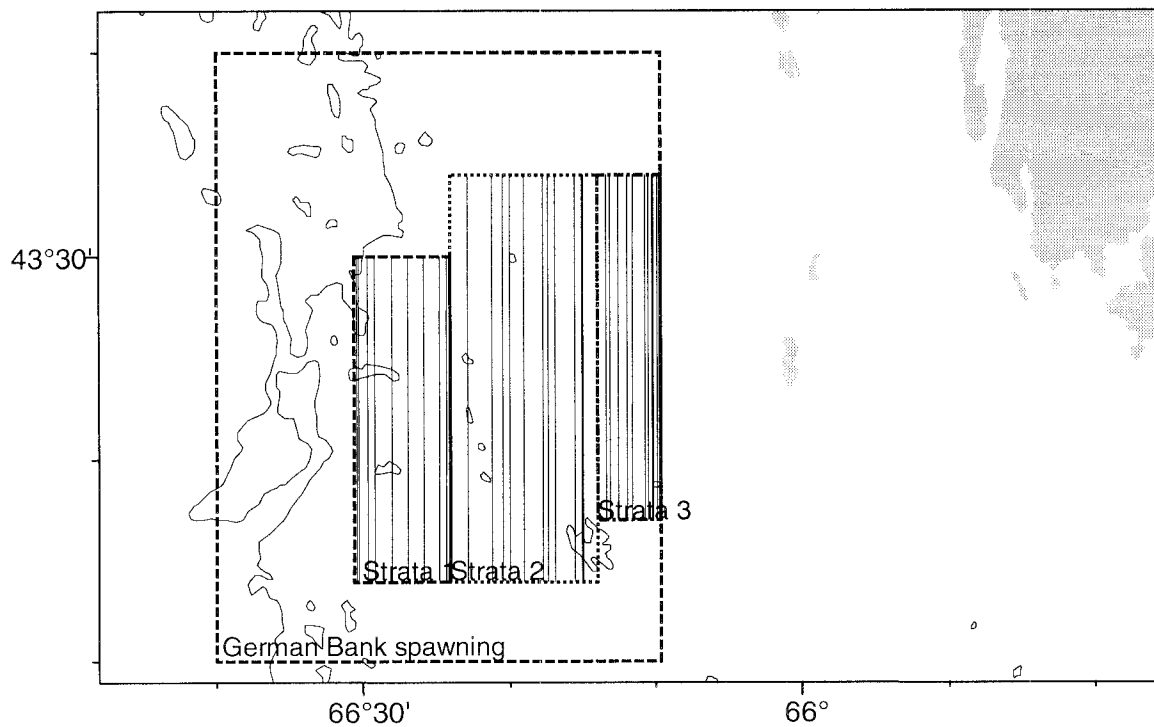 43°30'
Strata 3
Strata 1 Strata 2
German Bank spawning
66°30'
66°